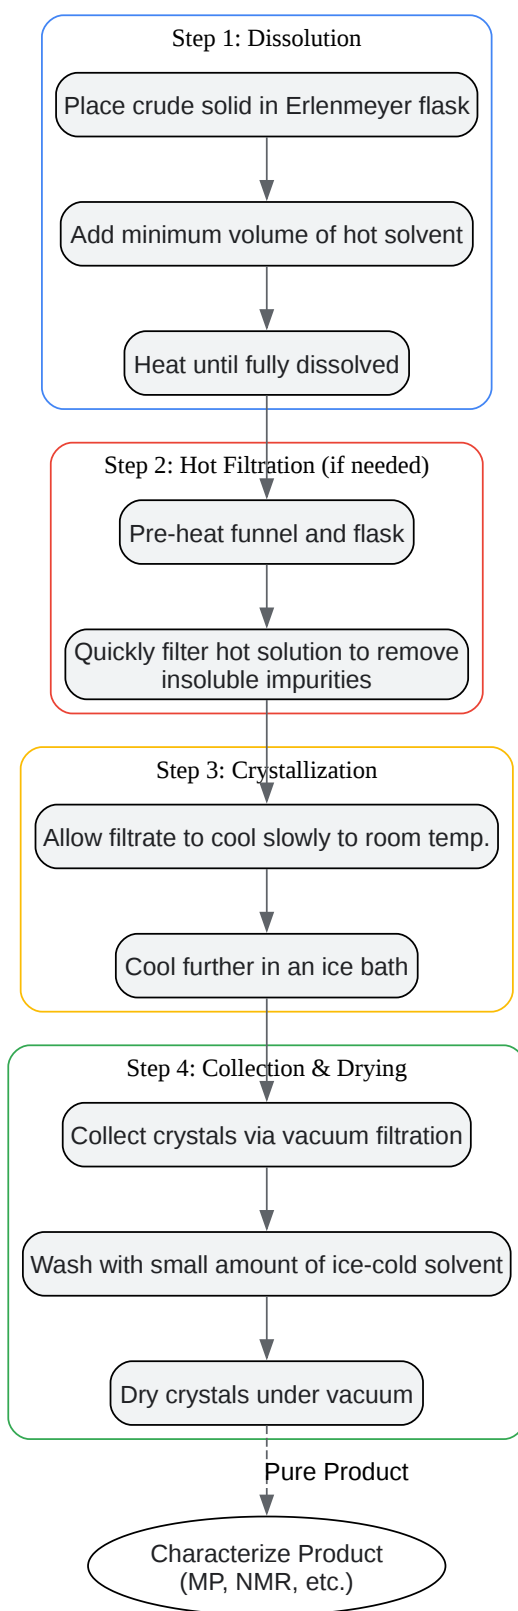 Step 1: Dissolution
Place crude solid in Erlenmeyer flask
Add minimum volume of hot solvent
Heat until fully dissolved
Step 2: Hot Filtration (if needed)
Pre-heat funnel and flask
Quickly filter hot solution to remove
insoluble impurities
Step 3: Crystallization
Allow filtrate to cool slowly to room temp.
Cool further in an ice bath
Step 4: Collection & Drying
Collect crystals via vacuum filtration
Wash with small amount of ice-cold solvent
Dry crystals under vacuum
Pure Product
Characterize Product
(MP, NMR, etc.)